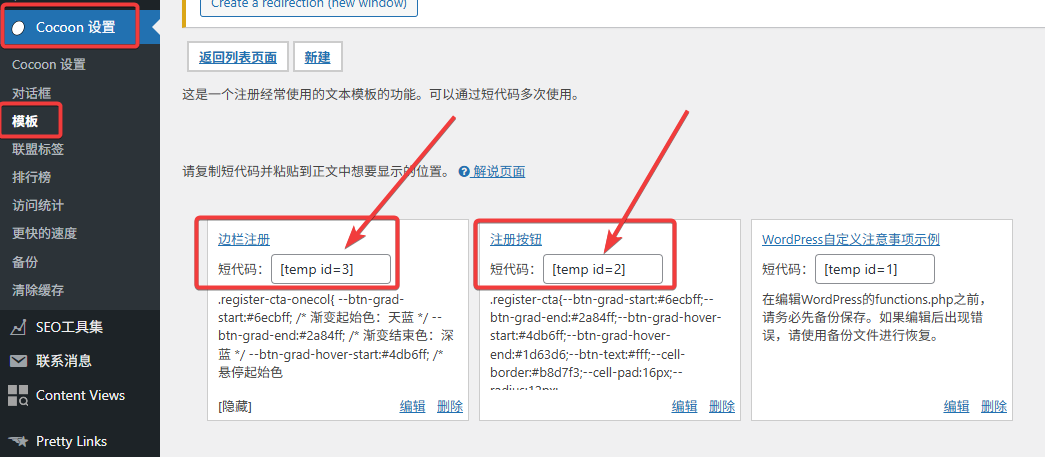 Create a redirection (new window)
Cocoon 设置
Cocoon 设置
对话框
模板
联盟标签
排行榜
访问统计
更快的速度
备份
清除缓存
SEO工具集
联系消息
Content Views
Pretty Links
返回列表页面
新建
这是一个注册经常使用的文本模板的功能。可以通过短代码多次使用。
请复制短代码并粘贴到正文中想要显示的位置。 解说页面
边栏注册
短代码： [temp id=3]
.register-cta-onecol{ --btn-grad-
start:#6ecbff; /* 渐变起始色：天蓝 */ --
btn-grad-end:#2a84ff; /* 渐变结束色：深
蓝 */ --btn-grad-hover-start:#4db6ff; /*
悬停起始色
[隐藏]
编辑 删除
注册按钮
短代码： [temp id=2]
.register-cta{--btn-grad-start:#6ecbff;--
btn-grad-end:#2a84ff;--btn-grad-hover-
start:#4db6ff;--btn-grad-hover-
end:#1d63d6;--btn-text:#fff;--cell-
border:#b8d7f3;--cell-pad:16px;--
radius:12px;
编辑 删除
WordPress自定义注意事项示例
短代码： [temp id=1]
在编辑WordPress的functions.php之前，
请务必先备份保存。如果编辑后出现错
误，请使用备份文件进行恢复。
编辑 删除